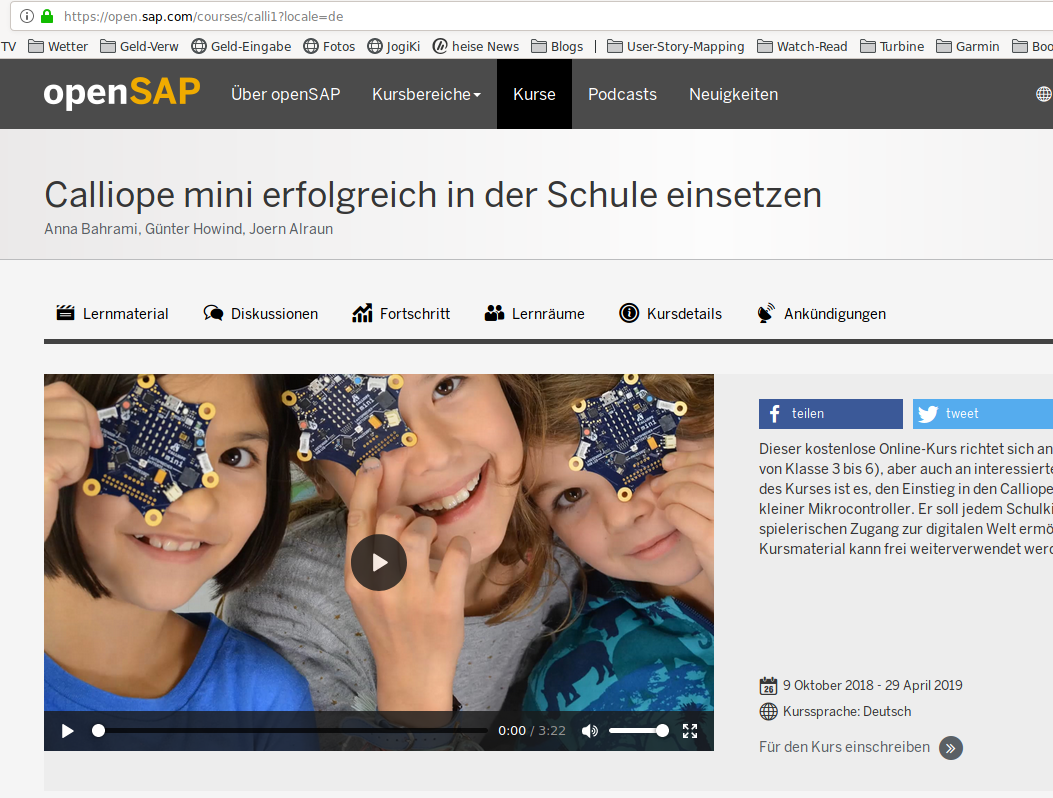 https://open.sap.com/courses/calli1?locale=de
TV Wetter Geld-Verw Geld-Eingabe Fotos JogiKi heise News Blogs | User-Story-Mapping Watch-Read Turbine Garmin Boo
openSAP Über openSAP Kursbereiche Kurse Podcasts Neuigkeiten
Calliope mini erfolgreich in der Schule einsetzen
Anna Bahrami, Günter Howind, Joern Alraun
Lernmaterial Diskussionen Fortschritt Lernräume Kursdetails Ankündigungen
mini
mini
teilen tweet
Dieser kostenlose Online-Kurs richtet sich an
von Klasse 3 bis 6), aber auch an interessierte
des Kurses ist es, den Einstieg in den Calliope
kleiner Mikrocontroller. Er soll jedem Schulki
spielerischen Zugang zur digitalen Welt ermö
Kursmaterial kann frei weiterverwendet werd
26 9 Oktober 2018 - 29 April 2019
Kurssprache: Deutsch
0:00 / 3:22
Für den Kurs einschreiben